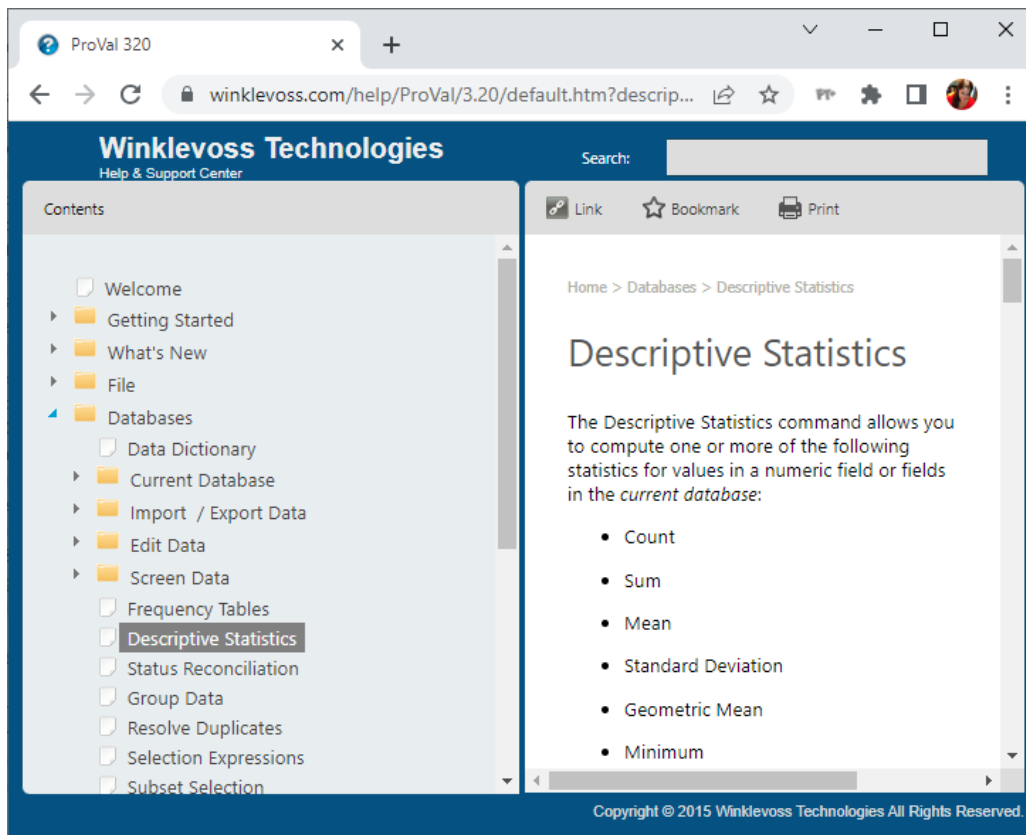 ProVal 320
winklevoss.com/help/ProVal/3.20/default.htm?descrip...
Winklevoss Technologies
Help & Support Center
Search:
Contents
Welcome
Getting Started
What's New
File
Databases
Data Dictionary
Current Database
Import / Export Data
Edit Data
Screen Data
Frequency Tables
Descriptive Statistics
Status Reconciliation
Group Data
Resolve Duplicates
Selection Expressions
Subset Selection
Link
Bookmark
Print
Home > Databases > Descriptive Statistics
Descriptive Statistics
The Descriptive Statistics command allows you
to compute one or more of the following
statistics for values in a numeric field or fields
in the current database:
• Count
• Sum
• Mean
• Standard Deviation
• Geometric Mean
• Minimum
Copyright © 2015 Winklevoss Technologies All Rights Reserved.